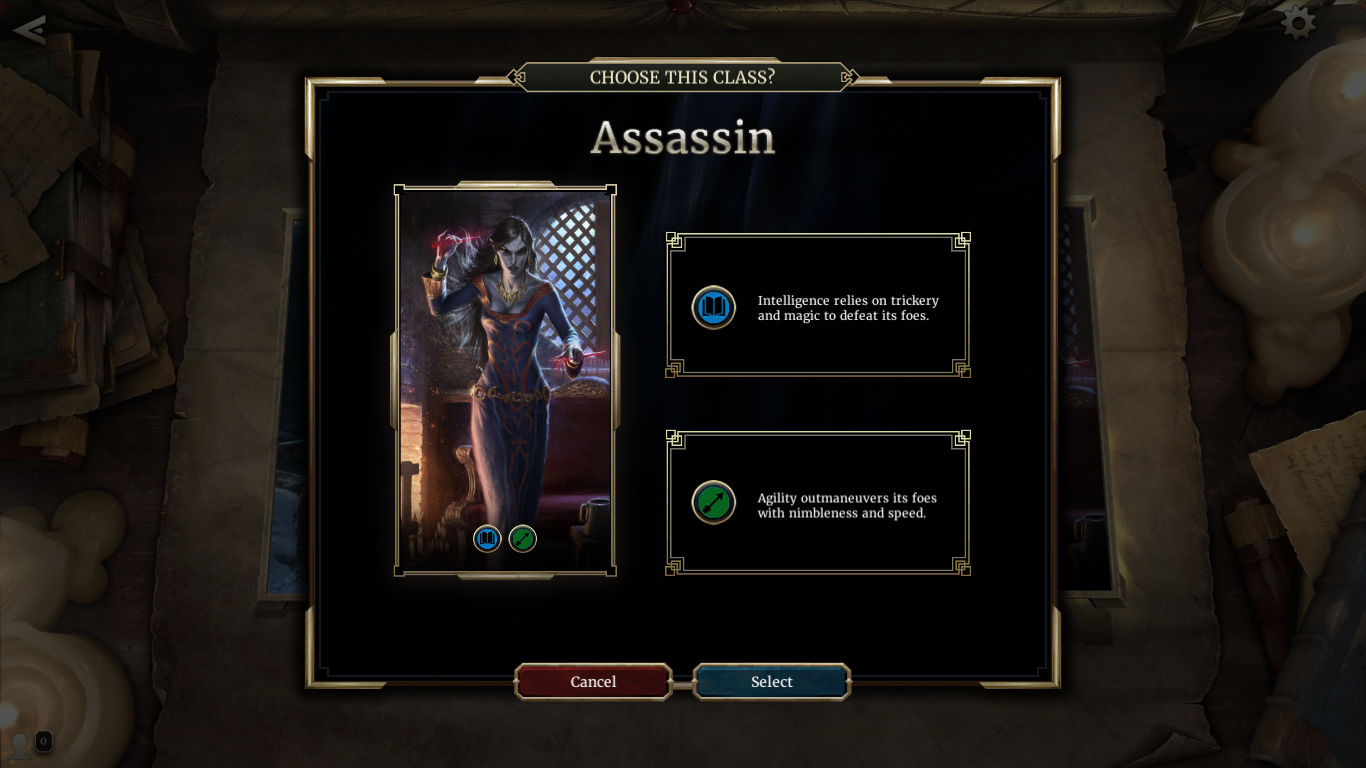 CHOOSE THIS CLASS?
Assassin
Intelligence relies on trickery
and magic to defeat its foes.
Agility outmaneuvers its foes
with nimbleness and speed.
Cancel
Select
0